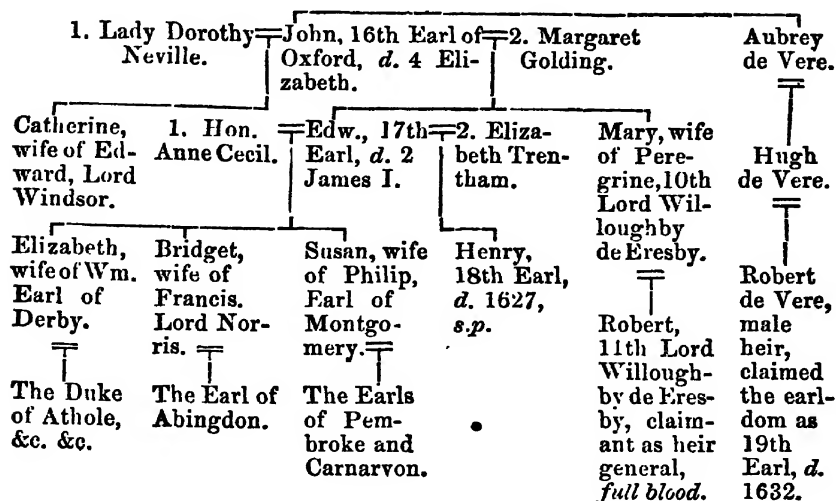 1. Lady Dorothy
Neville.
John, 16th Earl of
Oxford, d. 4 Eli-
zabeth.
2. Margaret
Golding.
Aubrey
de Vere.
Catherine,
wife of Ed-
ward, Lord
Windsor.
1. Hon.
Anne Cecil.
Edw., 17th
Earl, d. 2
James I.
2. Eliza-
beth Tren-
tham.
Mary, wife
of Pere-
grine, 10th
Lord Wil-
loughby
de Eresby.
Hugh
de Vere.
Elizabeth,
wife of Wm.
Earl of
Derby.
Bridget,
wife of
Francis.
Lord Nor-
ris.
Susan, wife
of Philip,
Earl of
Montgo-
mery.
Henry,
18th Earl,
d. 1627,
s.p.
Robert,
11th Lord
Willough-
by de Eres-
by, claim-
ant as heir
general,
full blood.
Robert
de Vere,
male
heir,
claimed
the earl-
dom as
19th
Earl, d.
1632.
The Duke
of Athole,
&c. &c.
The Earl of
Abingdon.
The Earls
of Pem-
broke and
Carnarvon.